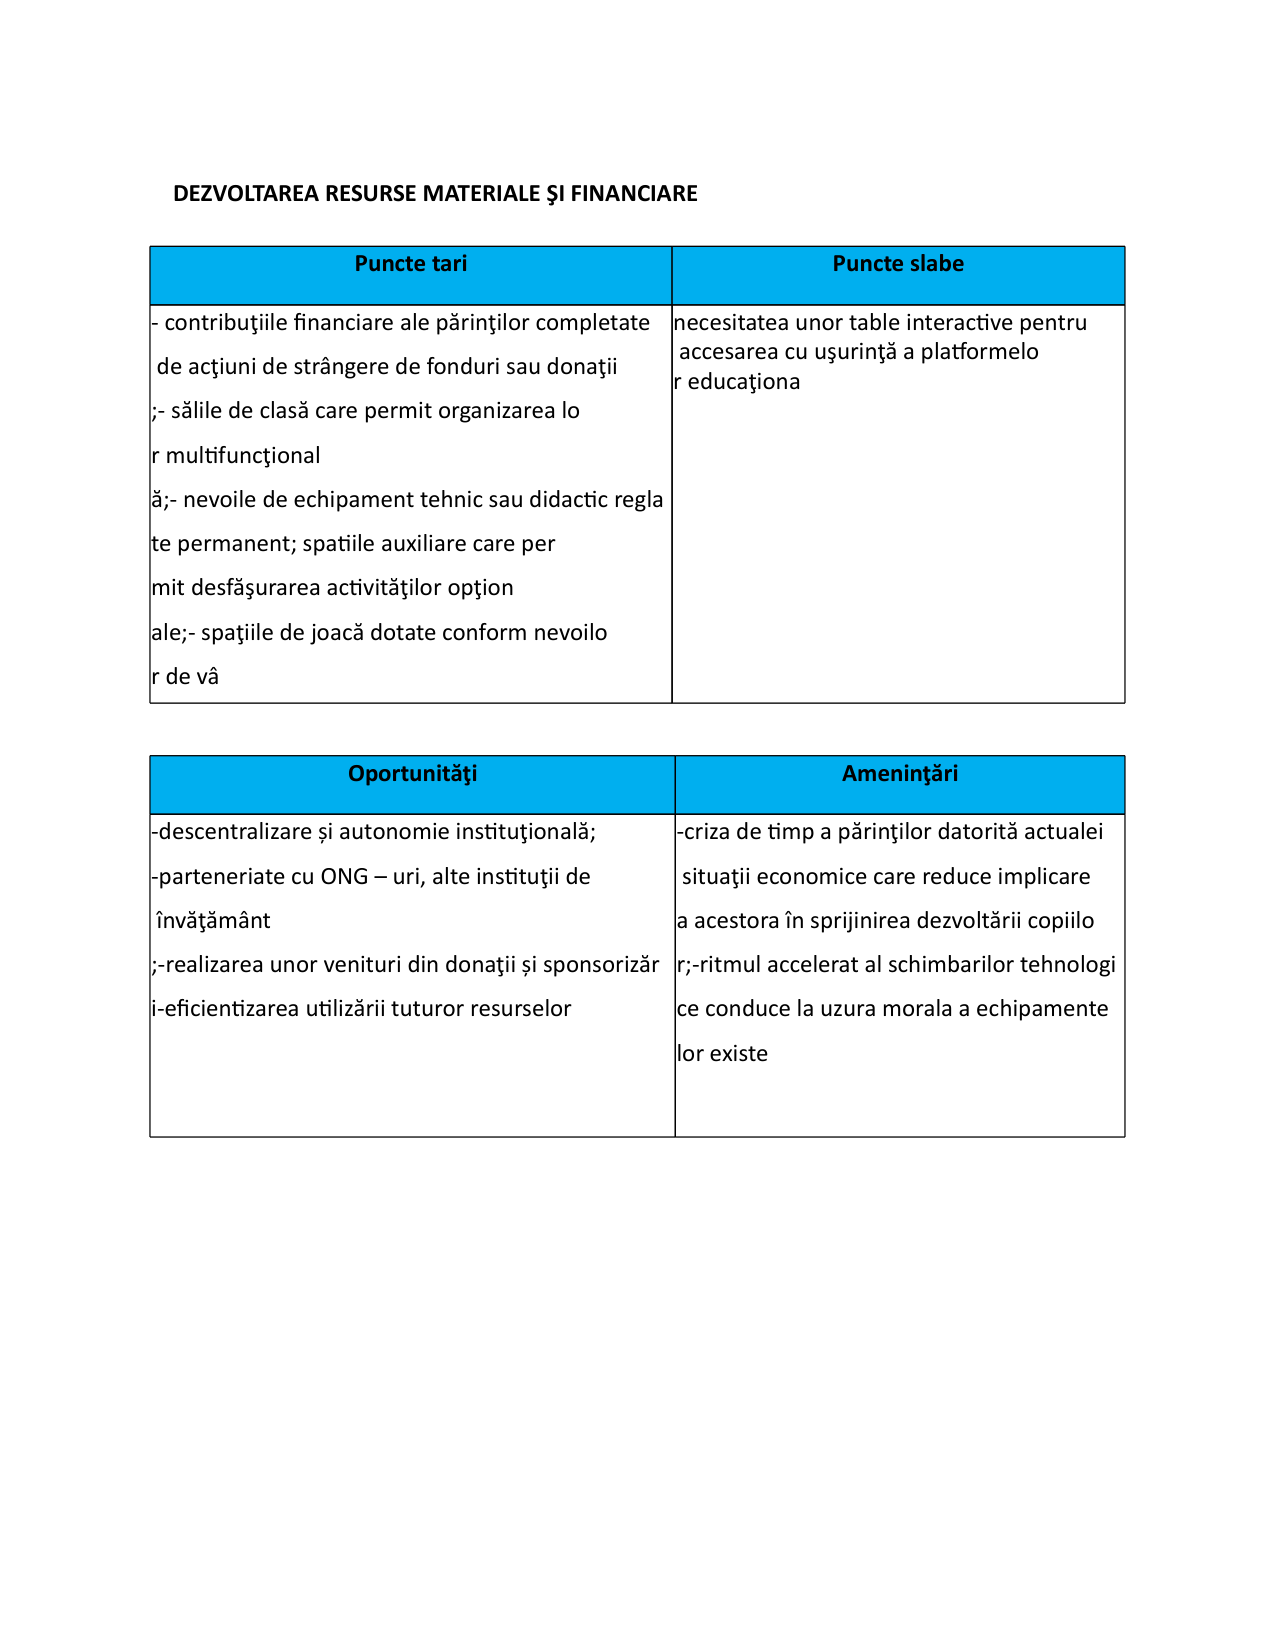 DEZVOLTAREA RESURSE MATERIALE ŞI FINANCIARE
Puncte tari
Puncte slabe
- contribuţiile financiare ale părinţilor completate
de acţiuni de strângere de fonduri sau donaţii
;- sălile de clasă care permit organizarea lo
r multifuncţional
ă;- nevoile de echipament tehnic sau didactic regla
te permanent; spatiile auxiliare care per
mit desfăşurarea activităţilor opţion
ale;- spaţiile de joacă dotate conform nevoilo
r de vâ
necesitatea unor table interactive pentru
accesarea cu uşurinţă a platformelo
r educaţiona
Oportunităţi
Ameninţări
-descentralizare și autonomie instituţională;
-parteneriate cu ONG – uri, alte instituţii de
învăţământ
;-realizarea unor venituri din donaţii și sponsorizăr
i-eficientizarea utilizării tuturor resurselor
-criza de timp a părinţilor datorită actualei
situaţii economice care reduce implicare
a acestora în sprijinirea dezvoltării copiilo
r;-ritmul accelerat al schimbarilor tehnologi
ce conduce la uzura morala a echipamente
lor existe